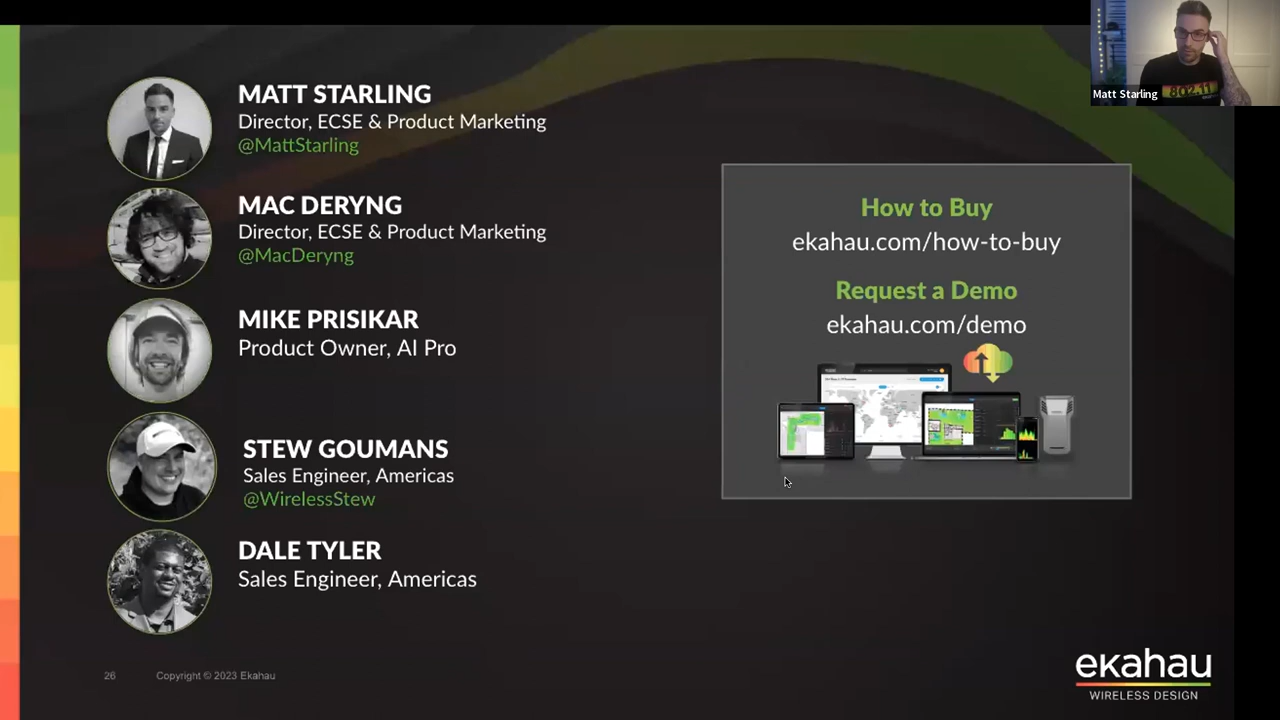 MATT STARLING
Director, ECSE & Product Marketing
@MattStarling
MAC DERYNG
Director, ECSE & Product Marketing
@MacDeryng
MIKE PRISIKAR
Product Owner, AI Pro
STEW GOUMANS
Sales Engineer, Americas
@WirelessStew
DALE TYLER
Sales Engineer, Americas
How to Buy
ekahau.com/how-to-buy
Request a Demo
ekahau.com/demo
802.11
Matt Starling
26
Copyright © 2023 Ekahau
ekahau
WIRELESS DESIGN